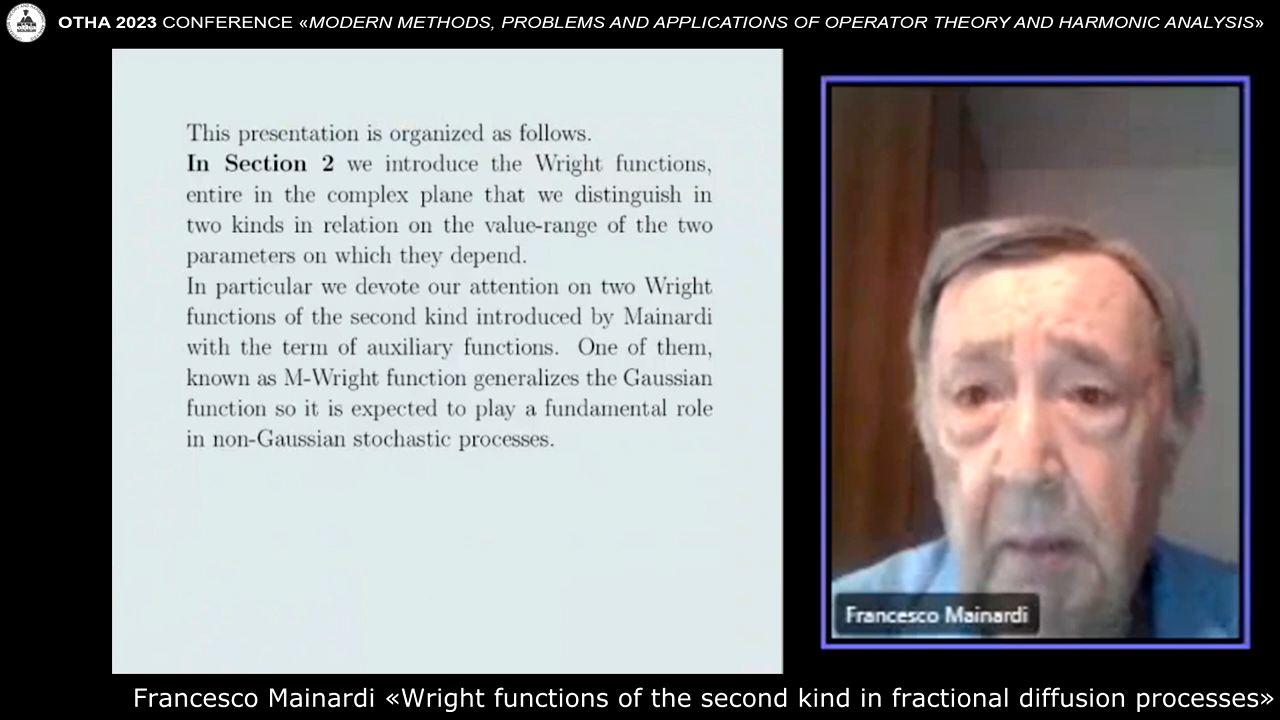 OTHA 2023 CONFERENCE «MODERN METHODS, PROBLEMS AND APPLICATIONS OF OPERATOR THEORY AND HARMONIC ANALYSIS»
This presentation is organized as follows.
In Section 2 we introduce the Wright functions,
entire in the complex plane that we distinguish in
two kinds in relation on the value-range of the two
parameters on which they depend.
In particular we devote our attention on two Wright
functions of the second kind introduced by Mainardi
with the term of auxiliary functions. One of them,
known as M-Wright function generalizes the Gaussian
function so it is expected to play a fundamental role
in non-Gaussian stochastic processes.
Francesco Mainardi
Francesco Mainardi «Wright functions of the second kind in fractional diffusion processes»